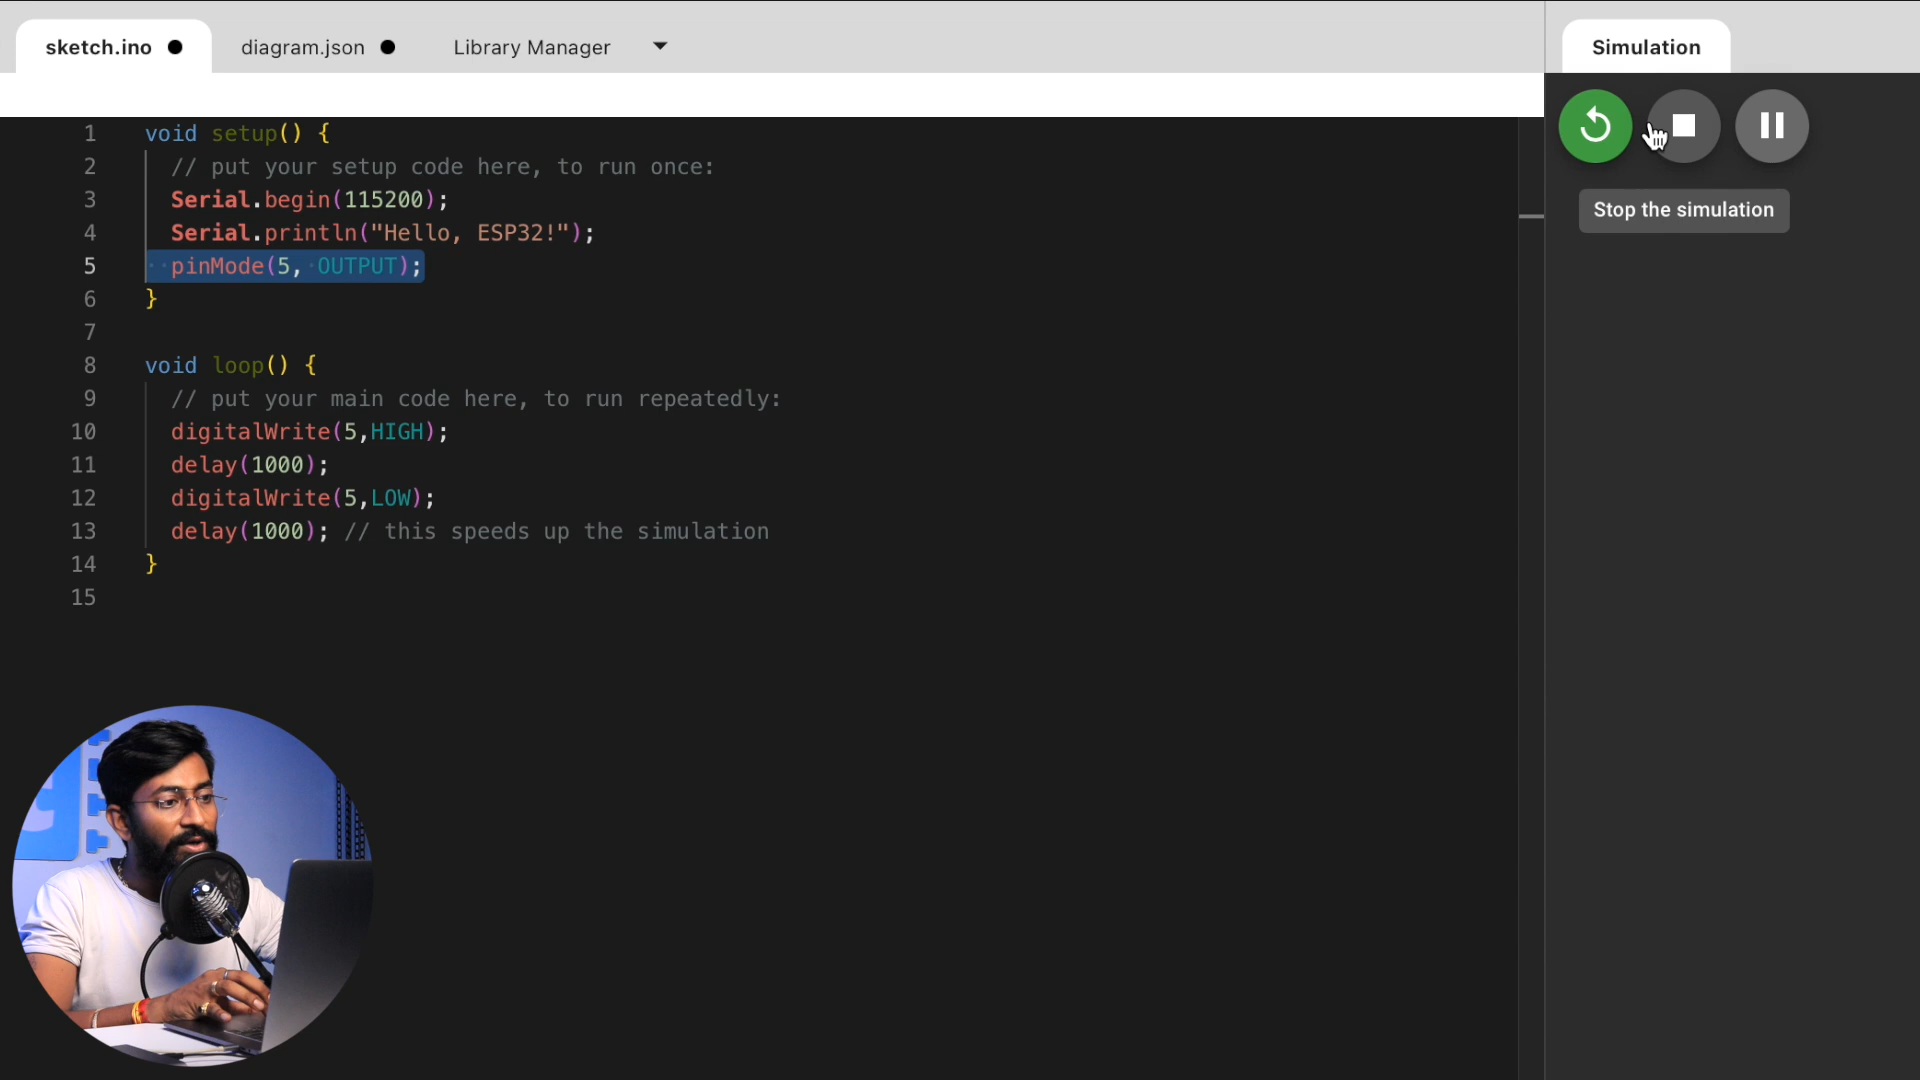 sketch.ino
diagram.json
Library Manager
Simulation
Stop the simulation
1 void setup() {
2 // put your setup code here, to run once:
3 Serial.begin(115200);
4 Serial.println("Hello, ESP32!");
5 pinMode(5, OUTPUT);
6 }
7
8 void loop() {
9 // put your main code here, to run repeatedly:
10 digitalWrite(5,HIGH);
11 delay(1000);
12 digitalWrite(5,LOW);
13 delay(1000); // this speeds up the simulation
14 }
15